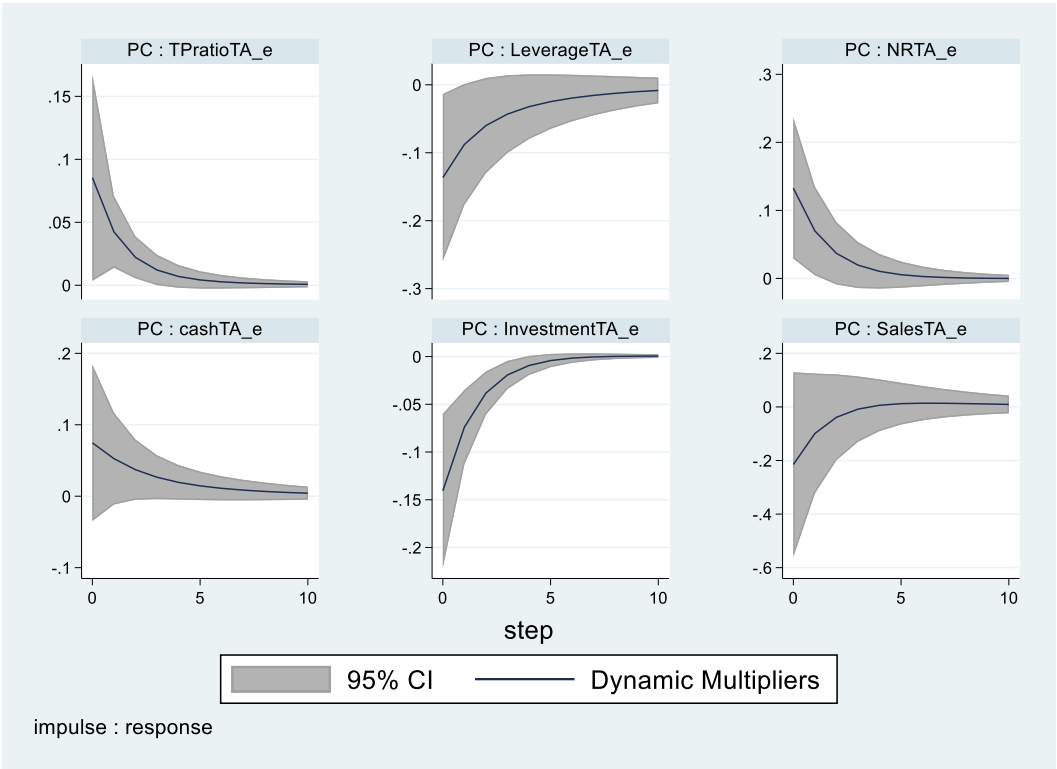 PC : TPratioTA_e
.15
.1
.05
0
PC : LeverageTA_e
0
-.1
-.2
-.3
PC : NRTA_e
.3
.2
.1
0
PC : cashTA_e
.2
.1
0
-.1
0 5 10
PC : InvestmentTA_e
0
-.05
-.1
-.15
-.2
0 5 10
PC : SalesTA_e
.2
0
-.2
-.4
-.6
0 5 10
step
95% CI Dynamic Multipliers
impulse : response